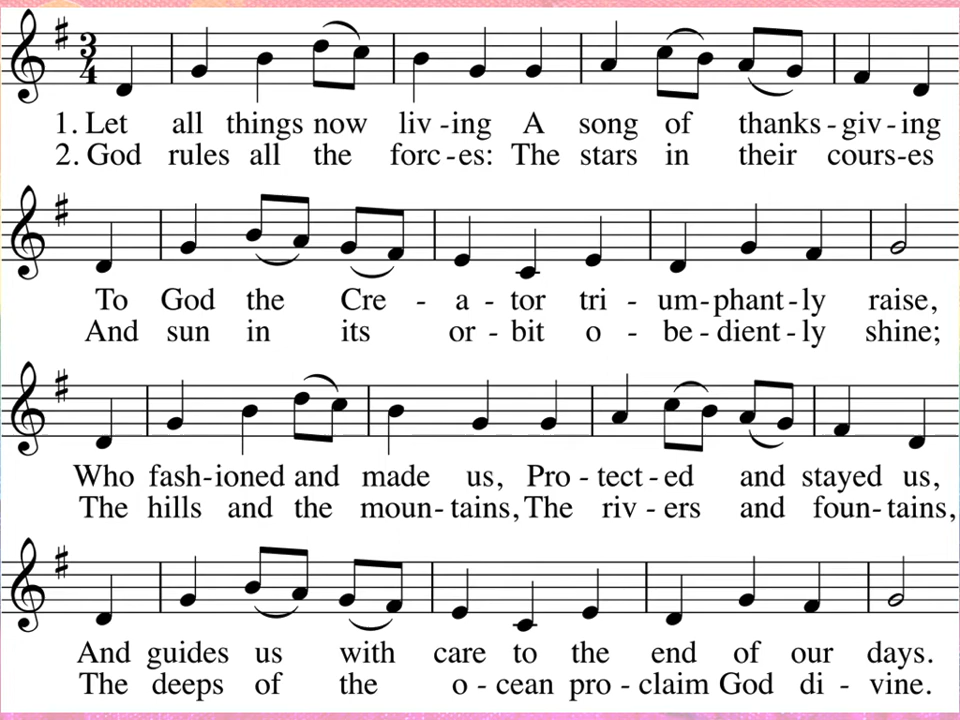 3
4
1. Let all things now liv - ing A song of thanks - giv - ing
2. God rules all the forc - es: The stars in their cours - es
To God the Cre - a - tor tri - um - phant - ly raise,
And sun in its or - bit o - be - dient - ly shine;
Who fash - ioned and made us, Pro - tect - ed and stayed us,
The hills and the moun - tains, The riv - ers and foun - tains,
And guides us with care to the end of our days.
The deeps of the o - cean pro - claim God di - vine.